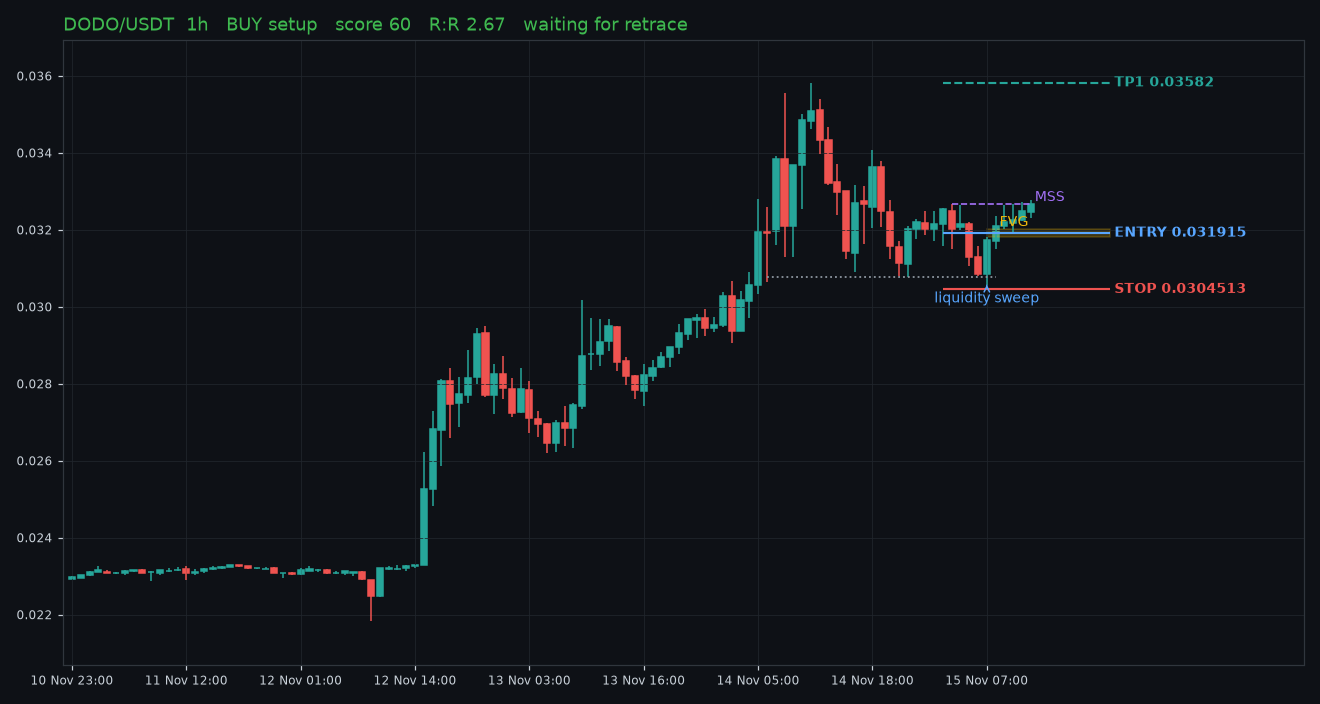 DODO/USDT 1h BUY setup score 60 R:R 2.67 waiting for retrace
0.036
0.034
0.032
0.030
0.028
0.026
0.024
0.022
TP1 0.03582
MSS
FVG
ENTRY 0.031915
STOP 0.0304513
liquidity sweep
10 Nov 23:00
11 Nov 12:00
12 Nov 01:00
12 Nov 14:00
13 Nov 03:00
13 Nov 16:00
14 Nov 05:00
14 Nov 18:00
15 Nov 07:00